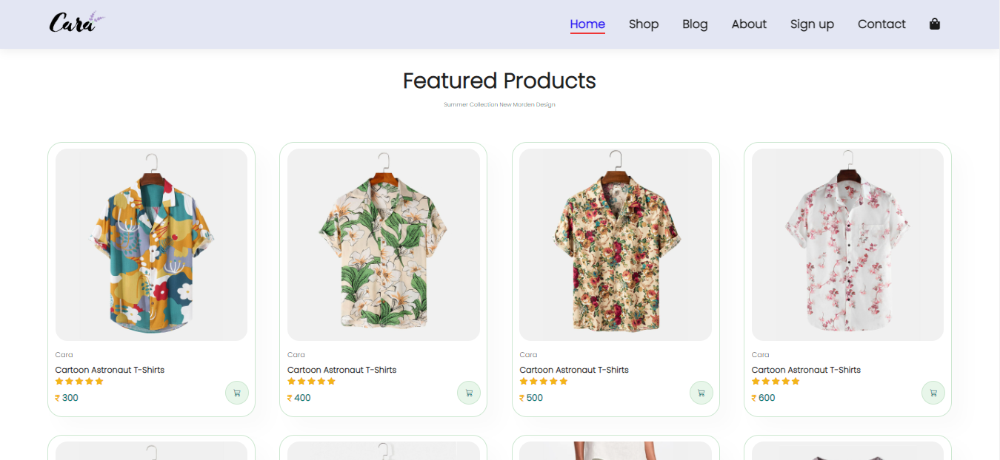 Cara
Home Shop Blog About Sign up Contact
Featured Products
Summer Collection New Morden Design
Cara
Cartoon Astronaut T-Shirts
₹ 300
Cara
Cartoon Astronaut T-Shirts
₹ 400
Cara
Cartoon Astronaut T-Shirts
₹ 500
Cara
Cartoon Astronaut T-Shirts
₹ 600